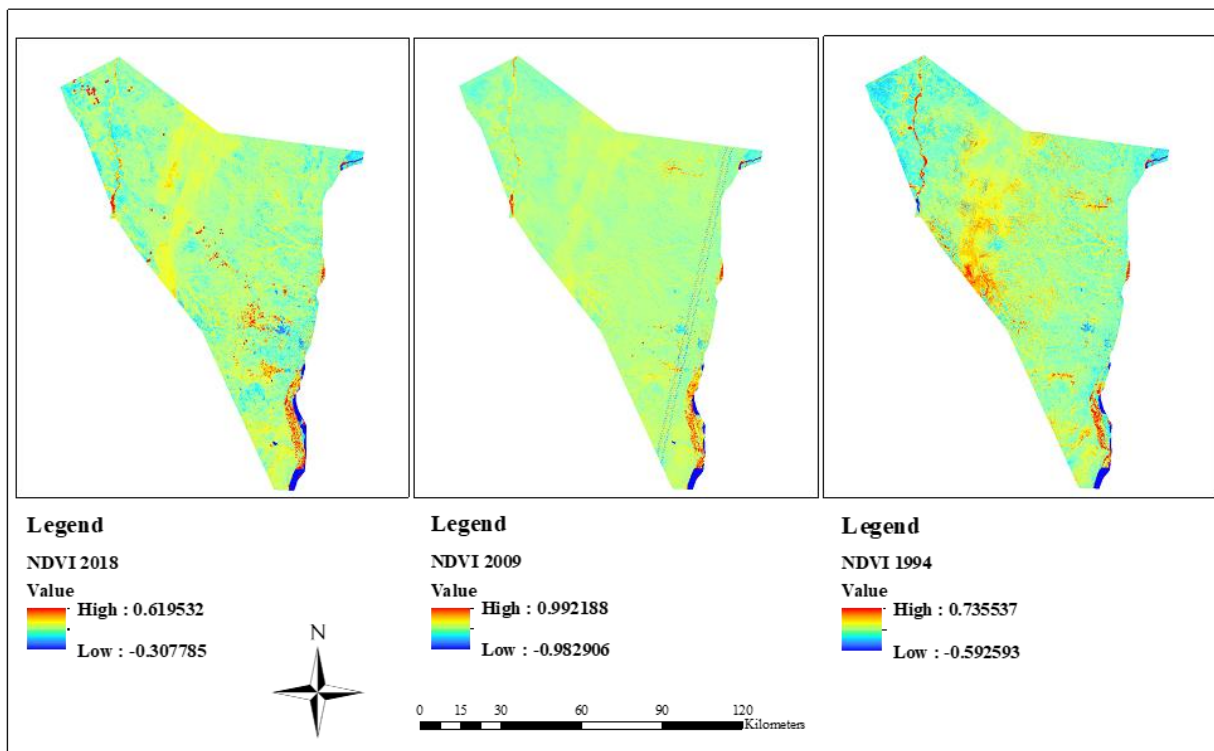 Legend
NDVI 2018
Value
High : 0.619532
Low : -0.307785
Legend
NDVI 2009
Value
High : 0.992188
Low : -0.982906
Legend
NDVI 1994
Value
High : 0.735537
Low : -0.592593
N
0 15 30 60 90 120
Kilometers